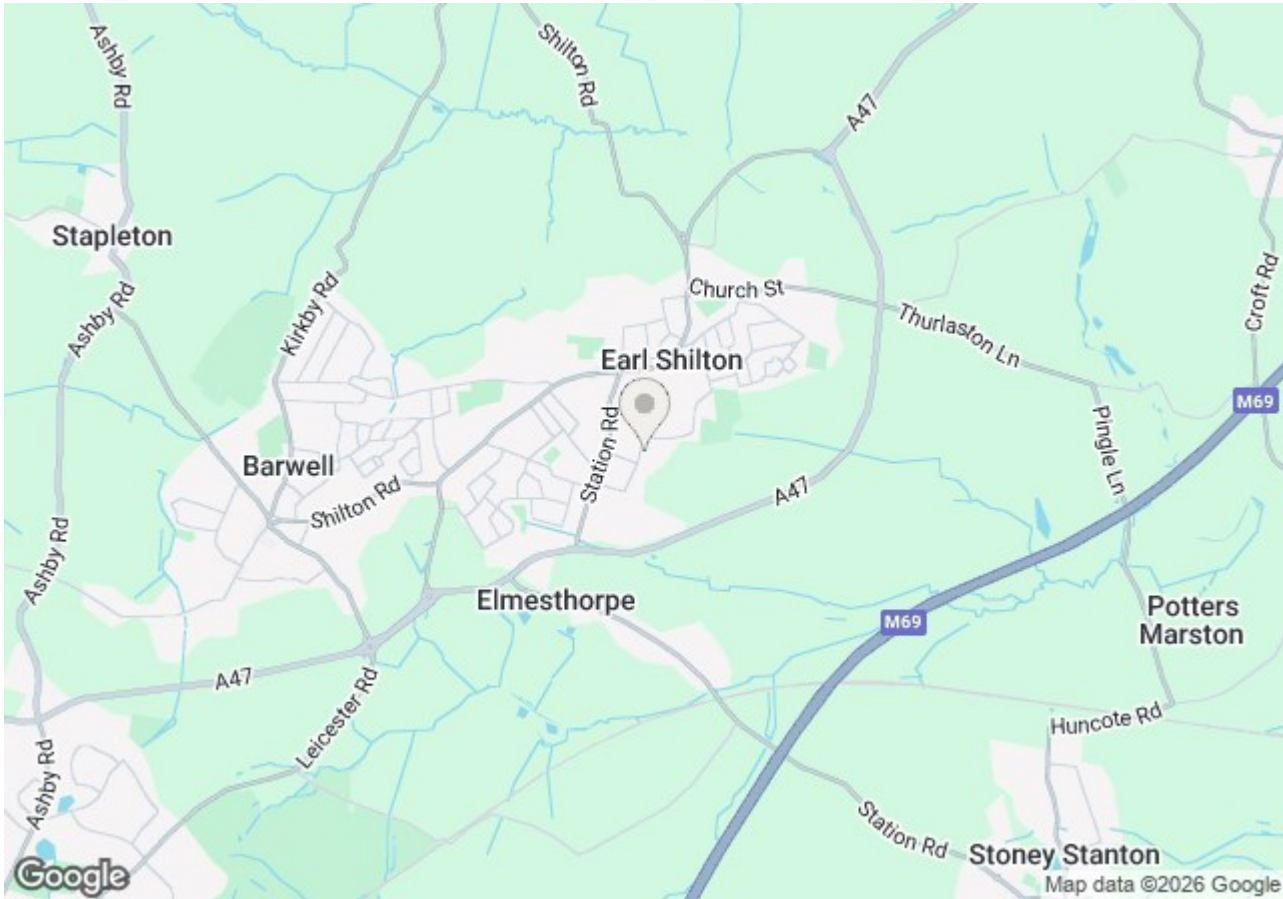 Ashby Rd
Shilton Rd
A47
Stapleton
Kirkby Rd
Ashby Rd
Church St
Thurlaston Ln
Croft Rd
Earl Shilton
M69
Station Rd
Pingle Ln
Barwell
Shilton Rd
A47
Ashby Rd
Elmesthorpe
M69
Potters
Marston
A47
Leicester Rd
Huncote Rd
Ashby Rd
Station Rd
Stoney Stanton
Google
Map data ©2026 Google